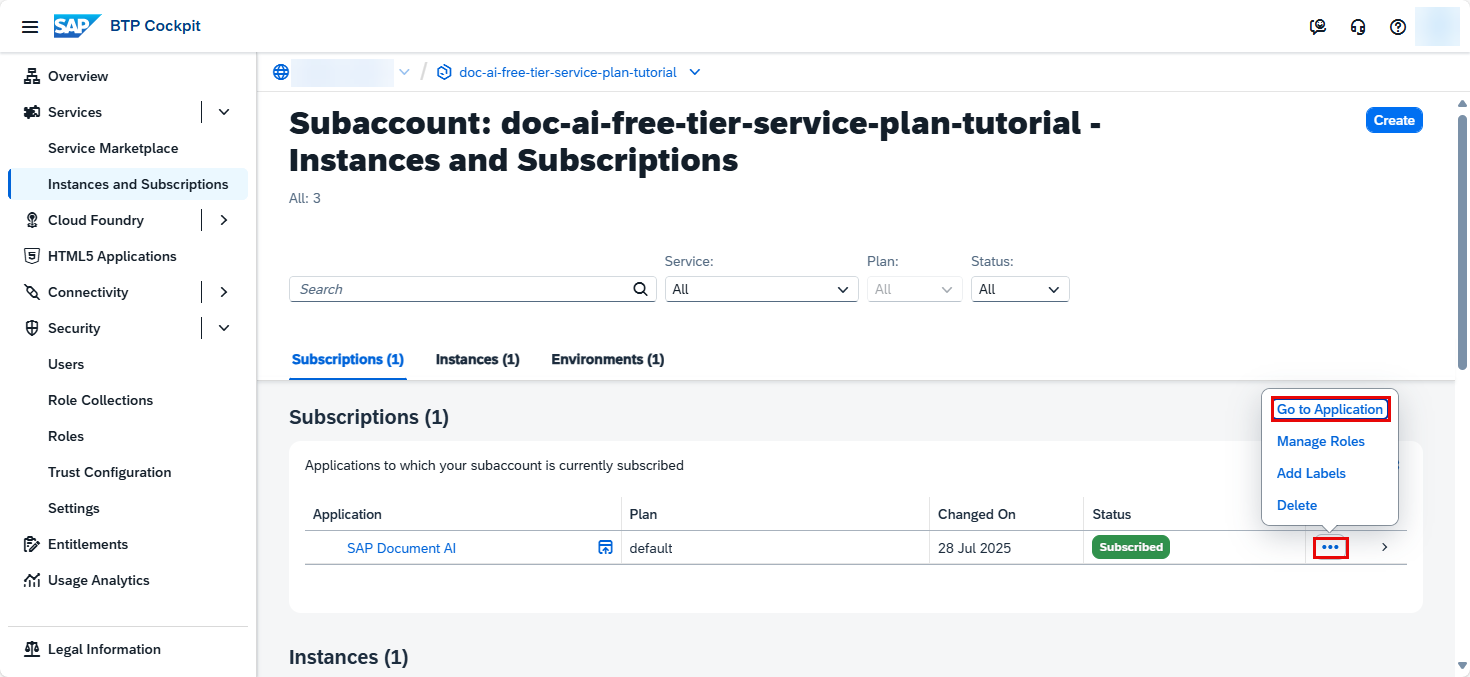 SAP BTP Cockpit
Overview
Services
Service Marketplace
Instances and Subscriptions
Cloud Foundry
HTML5 Applications
Connectivity
Security
Users
Role Collections
Roles
Trust Configuration
Settings
Entitlements
Usage Analytics
Legal Information
/ doc-ai-free-tier-service-plan-tutorial
Subaccount: doc-ai-free-tier-service-plan-tutorial -
Instances and Subscriptions
Create
All: 3
Service: Plan: Status:
Search All All All
Subscriptions (1) Instances (1) Environments (1)
Subscriptions (1)
Applications to which your subaccount is currently subscribed
Go to Application
Manage Roles
Add Labels
Delete
Application Plan Changed On Status
SAP Document AI default 28 Jul 2025 Subscribed
Instances (1)